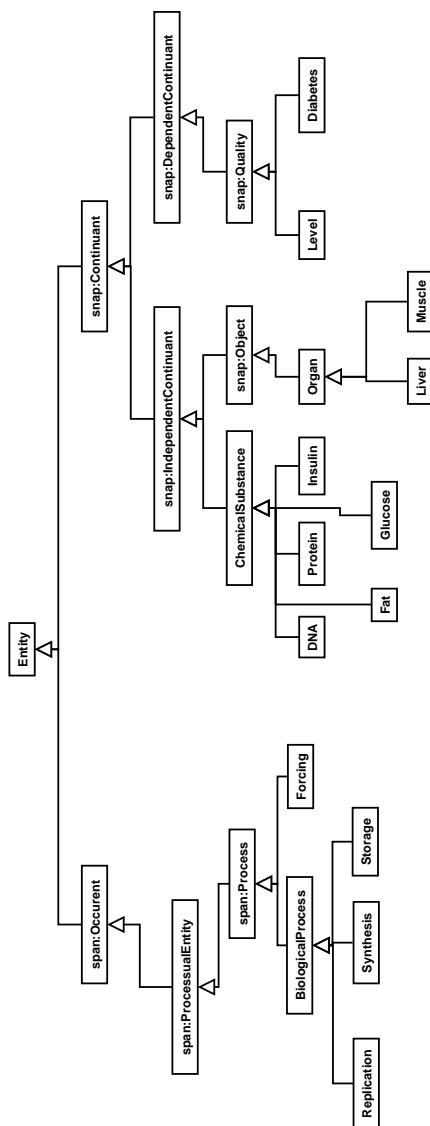 Entity
span:Occurent
snap:Continuant
span:ProcessualEntity
snap:IndependentContinuant
snap:DependentContinuant
span:Process
ChemicalSubstance
snap:Object
snap:Quality
BiologicalProcess
Forcing
DNA
Protein
Insulin
Organ
Level
Diabetes
Replication
Synthesis
Storage
Fat
Glucose
Liver
Muscle